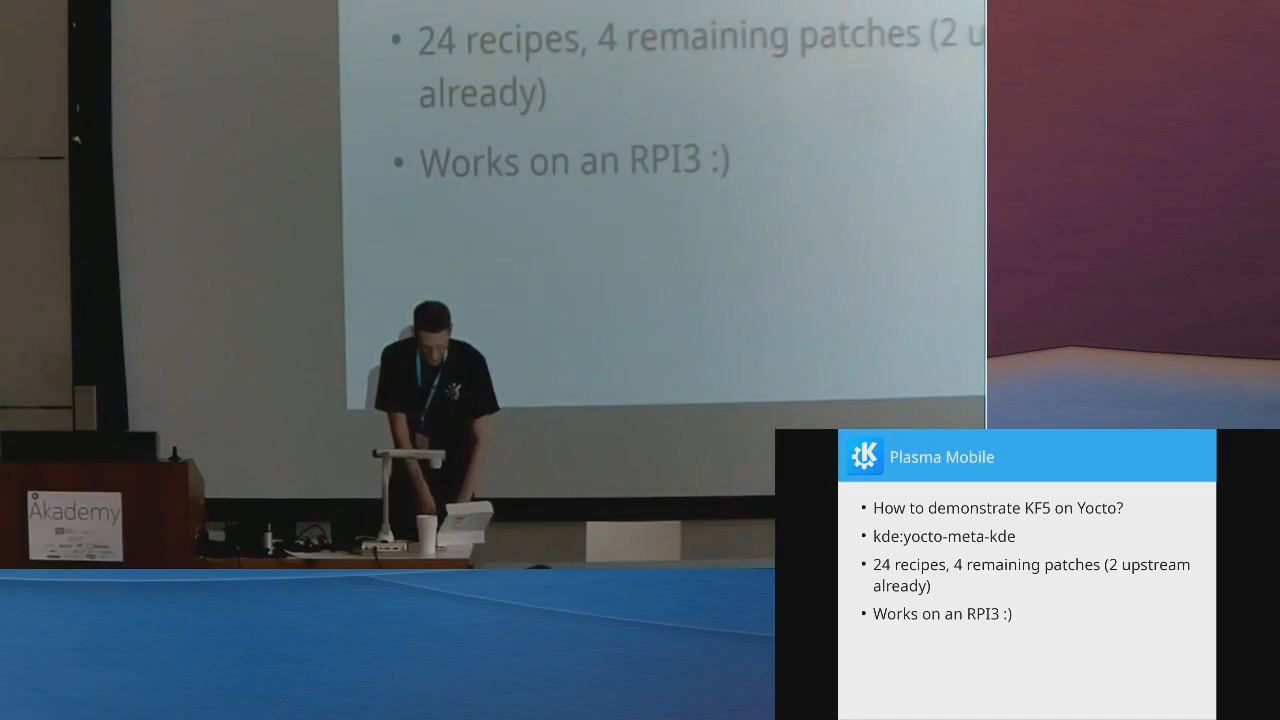 • 24 recipes, 4 remaining patches (2 u
already)
• Works on an RPI3 :)
Akademy
Plasma Mobile
• How to demonstrate KF5 on Yocto?
• kde:yocto-meta-kde
• 24 recipes, 4 remaining patches (2 upstream
already)
• Works on an RPI3 :)